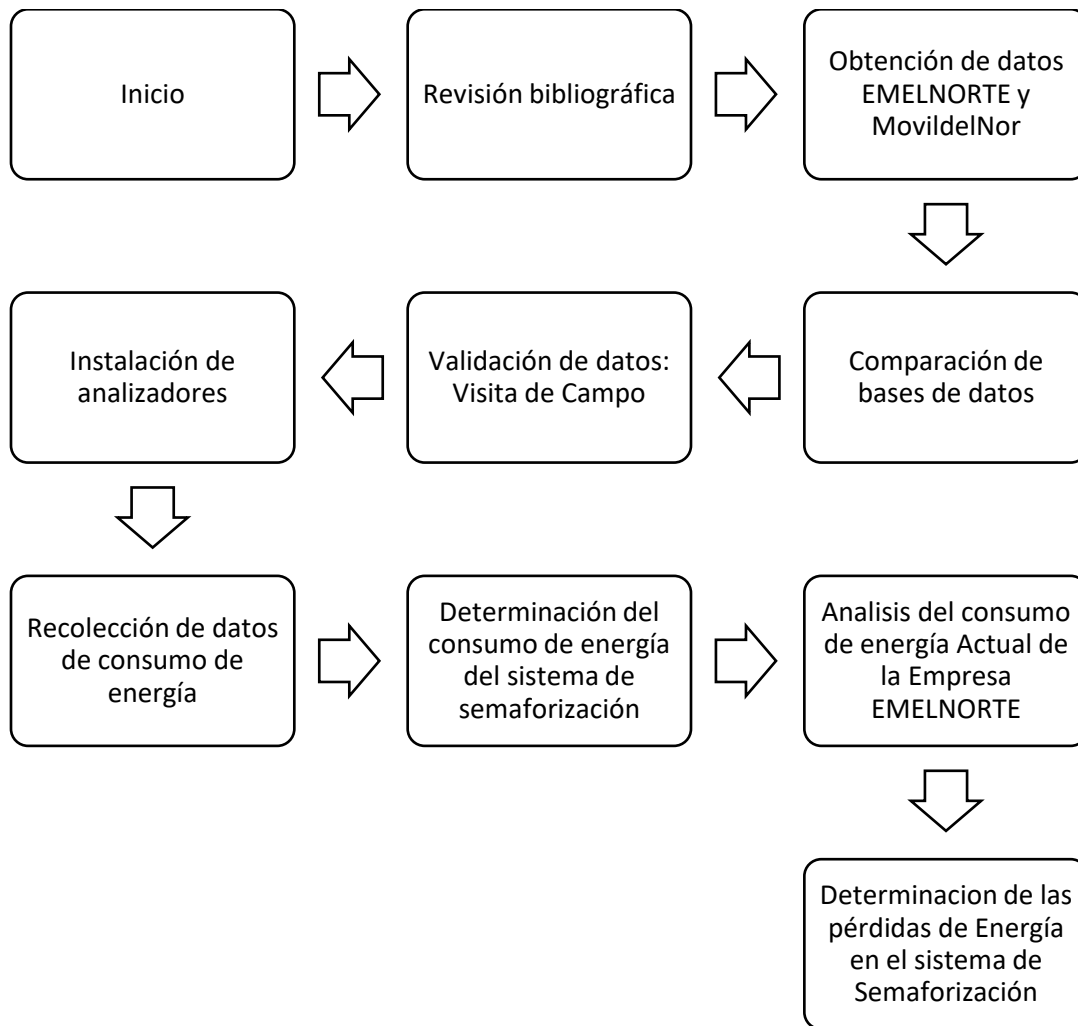 Inicio
Revisión bibliográfica
Obtención de datos
EMELNORTE y
MovildelNor
Comparación de
bases de datos
Validación de datos:
Visita de Campo
Instalación de
analizadores
Recolección de datos
de consumo de
energía
Determinación del
consumo de energía
del sistema de
semaforización
Analisis del consumo
de energía Actual de
la Empresa
EMELNORTE
Determinacion de las
pérdidas de Energía
en el sistema de
Semaforización